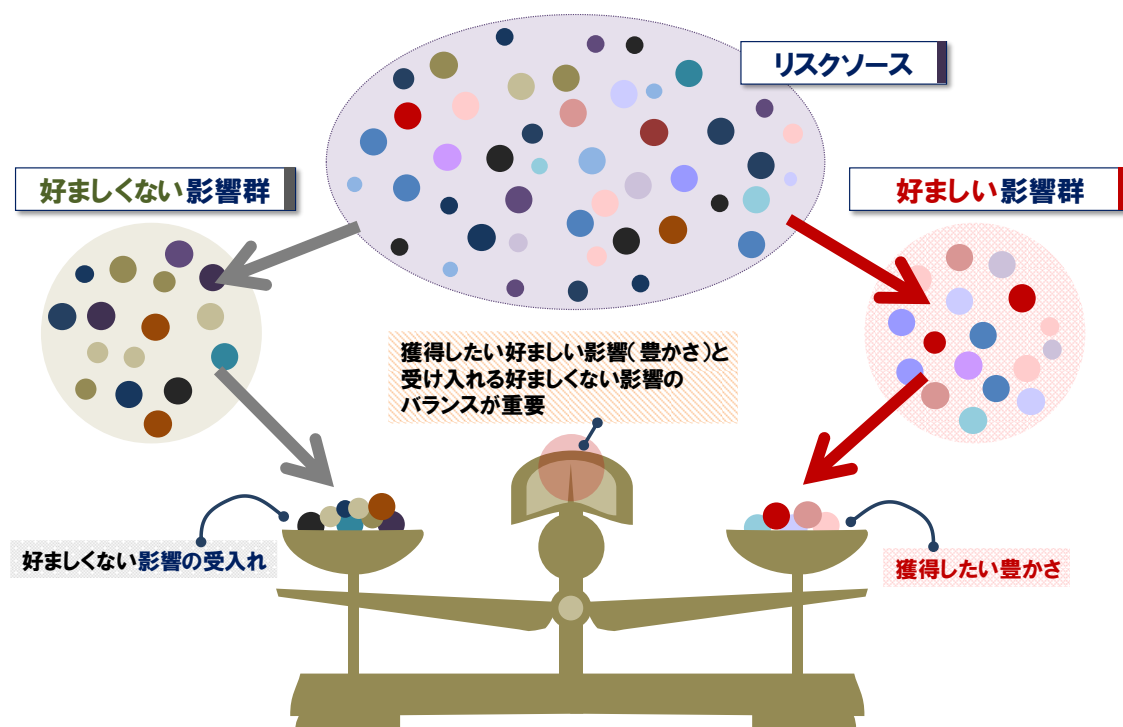 リスクソース
好ましくない影響群
好ましい影響群
獲得したい好ましい影響(豊かさ)と
受け入れる好ましくない影響の
バランスが重要
好ましくない影響の受入れ
獲得したい豊かさ